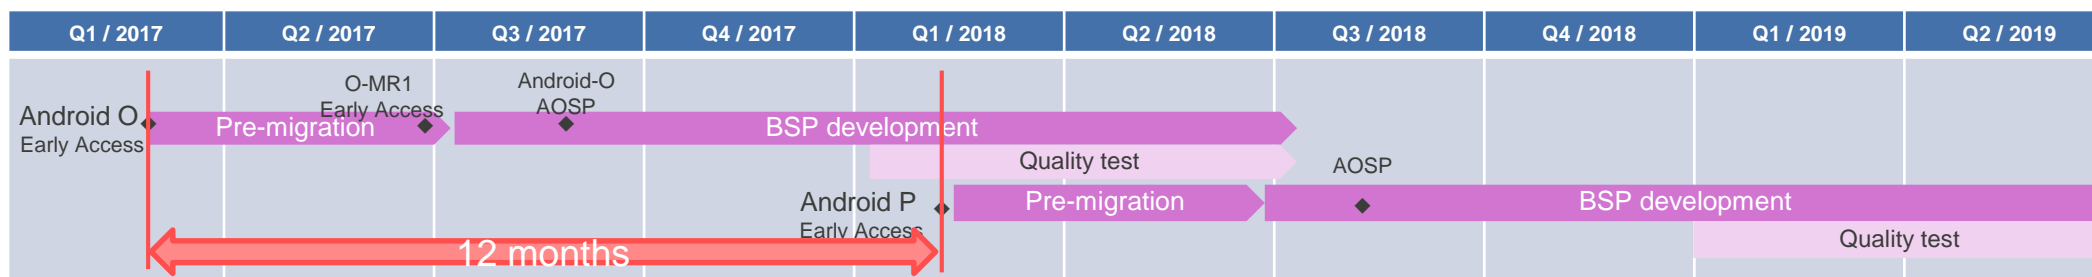 Q1 / 2017
Q2 / 2017
Q3 / 2017
Q4 / 2017
Q1 / 2018
Q2 / 2018
Q3 / 2018
Q4 / 2018
Q1 / 2019
Q2 / 2019
Android O
Early Access
Pre-migration
O-MR1
Early Access
Android-O
AOSP
BSP development
Quality test
Android P
Early Access
Pre-migration
AOSP
BSP development
Quality test
12 months